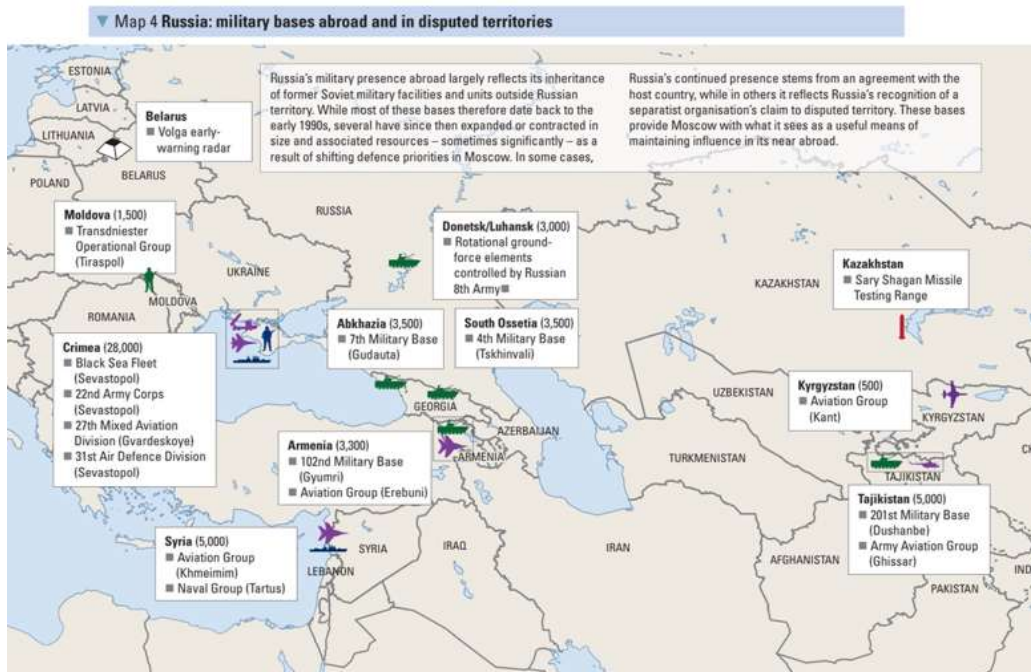 ▼ Map 4 Russia: military bases abroad and in disputed territories
Russia's military presence abroad largely reflects its inheritance
of former Soviet military facilities and units outside Russian
territory. While most of these bases therefore date back to the
early 1990s, several have since then expanded or contracted in
size and associated resources – sometimes significantly – as a
result of shifting defence priorities in Moscow. In some cases,
Russia's continued presence stems from an agreement with the
host country, while in others it reflects Russia's recognition of a
separatist organisation's claim to disputed territory. These bases
provide Moscow with what it sees as a useful means of
maintaining influence in its near abroad.
ESTONIA
LATVIA
LITHUANIA
Belarus
■ Volga early-
warning radar
POLAND
BELARUS
RUSSIA
Moldova (1,500)
■ Transdniester
Operational Group
(Tiraspol)
UKRAINE
MOLDOVA
ROMANIA
Donetsk/Luhansk (3,000)
■ Rotational ground-
force elements
controlled by Russian
8th Army■
KAZAKHSTAN
Kazakhstan
■ Sary Shagan Missile
Testing Range
Crimea (28,000)
■ Black Sea Fleet
(Sevastopol)
■ 22nd Army Corps
(Sevastopol)
■ 27th Mixed Aviation
Division (Gvardeskoye)
■ 31st Air Defence Division
(Sevastopol)
Abkhazia (3,500)
■ 7th Military Base
(Gudauta)
South Ossetia (3,500)
■ 4th Military Base
(Tskhinvali)
GEORGIA
AZERBAIJAN
ARMENIA
Armenia (3,300)
■ 102nd Military Base
(Gyumri)
■ Aviation Group (Erebuni)
UZBEKISTAN
Kyrgyzstan (500)
■ Aviation Group
(Kant)
KYRGYZSTAN
TURKMENISTAN
TAJIKISTAN
Tajikistan (5,000)
■ 201st Military Base
(Dushanbe)
■ Army Aviation Group
(Ghissar)
Syria (5,000)
■ Aviation Group
(Khmeimim)
■ Naval Group (Tartus)
SYRIA
LEBANON
IRAQ
IRAN
AFGHANISTAN
PAKISTAN
CH
IND